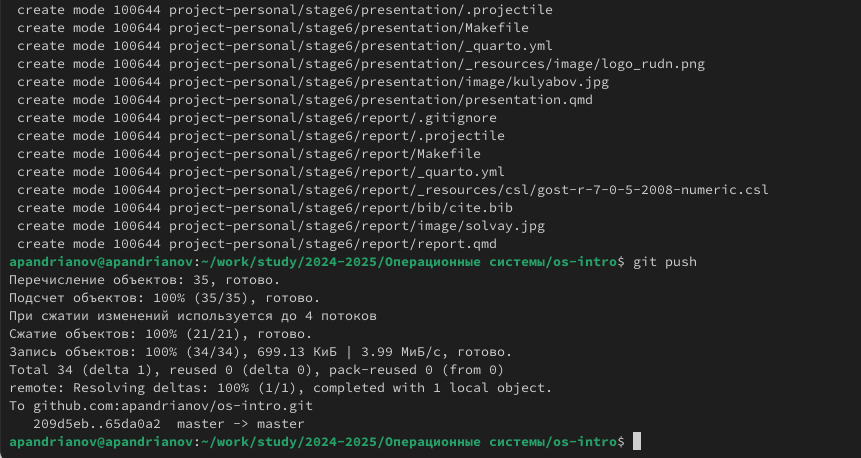 create mode 100644 project-personal/stage6/presentation/.projectile
create mode 100644 project-personal/stage6/presentation/Makefile
create mode 100644 project-personal/stage6/presentation/_quarto.yml
create mode 100644 project-personal/stage6/presentation/_resources/image/logo_rudn.png
create mode 100644 project-personal/stage6/presentation/image/kulyabov.jpg
create mode 100644 project-personal/stage6/presentation/presentation.qmd
create mode 100644 project-personal/stage6/report/.gitignore
create mode 100644 project-personal/stage6/report/.projectile
create mode 100644 project-personal/stage6/report/Makefile
create mode 100644 project-personal/stage6/report/_quarto.yml
create mode 100644 project-personal/stage6/report/_resources/csl/gost-r-7-0-5-2008-numeric.csl
create mode 100644 project-personal/stage6/report/bib/cite.bib
create mode 100644 project-personal/stage6/report/image/solvay.jpg
create mode 100644 project-personal/stage6/report/report.qmd
apandrianov@apandrianov:~/work/study/2024-2025/Операционные системы/os-intro$ git push
Перечисление объектов: 35, готово.
Подсчет объектов: 100% (35/35), готово.
При сжатии изменений используется до 4 потоков
Сжатие объектов: 100% (21/21), готово.
Запись объектов: 100% (34/34), 699.13 КиБ | 3.99 МиБ/с, готово.
Total 34 (delta 1), reused 0 (delta 0), pack-reused 0 (from 0)
remote: Resolving deltas: 100% (1/1), completed with 1 local object.
To github.com:apandrianov/os-intro.git
209d5eb..65da0a2  master -> master
apandrianov@apandrianov:~/work/study/2024-2025/Операционные системы/os-intro$